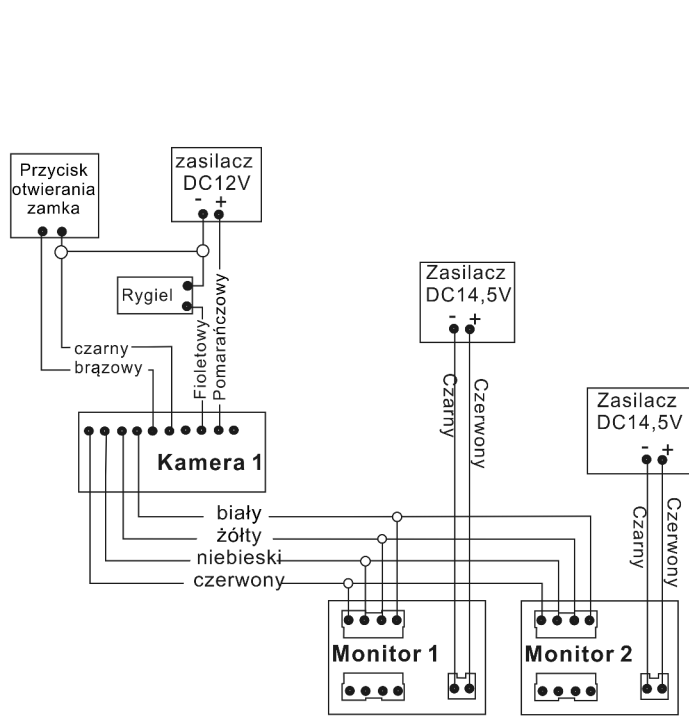 Przycisk
otwierania
zamka
zasilacz
DC12V
- +
Rygiel
Zasilacz
DC14,5V
- +
czarny
brązowy
Fioletowy
Pomarańczowy
Czarny
Czerwony
Zasilacz
DC14,5V
- +
Czarny
Czerwony
Kamera 1
biały
żółty
niebieski
czerwony
Monitor 1
Monitor 2